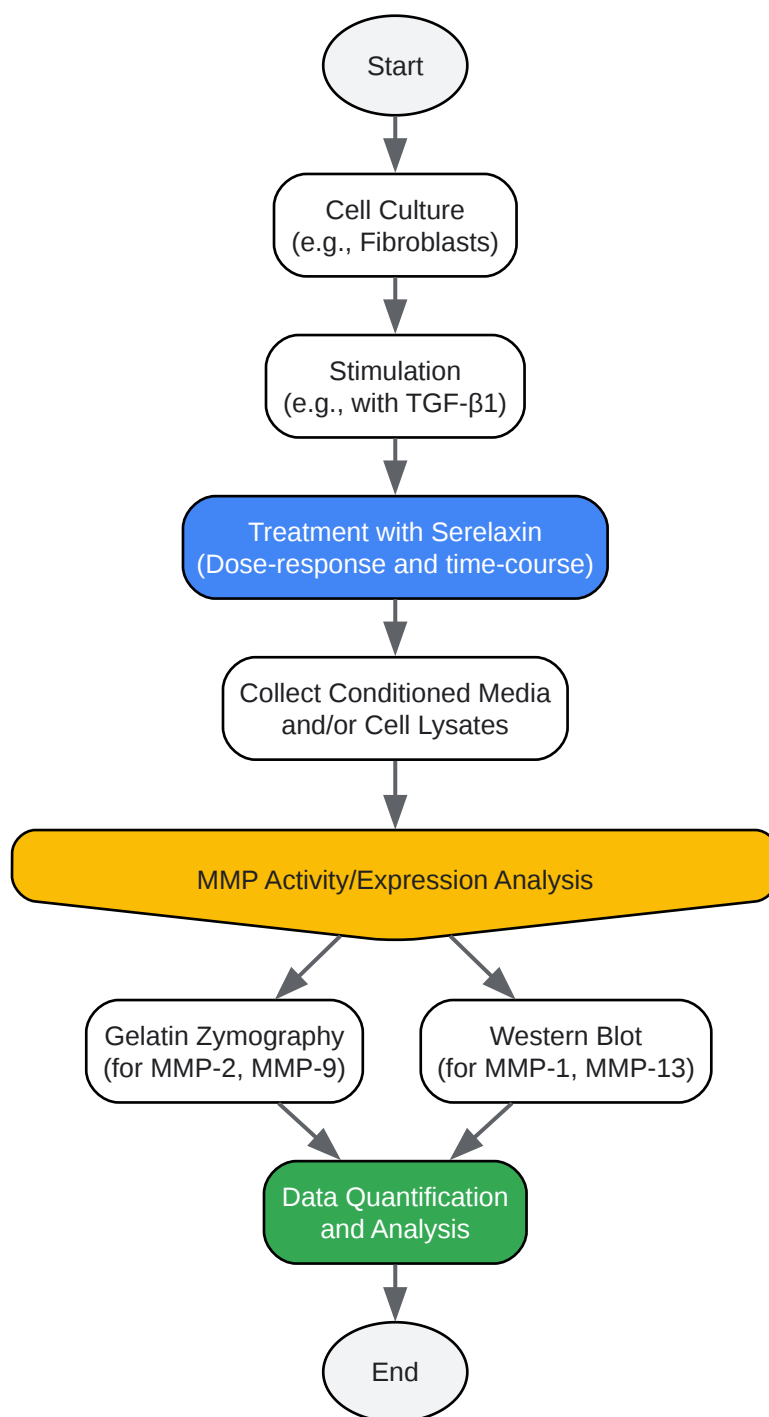 Start
Cell Culture
(e.g., Fibroblasts)
Stimulation
(e.g., with TGF-β1)
Treatment with Serelaxin
(Dose-response and time-course)
Collect Conditioned Media
and/or Cell Lysates
MMP Activity/Expression Analysis
Gelatin Zymography
(for MMP-2, MMP-9)
Western Blot
(for MMP-1, MMP-13)
Data Quantification
and Analysis
End